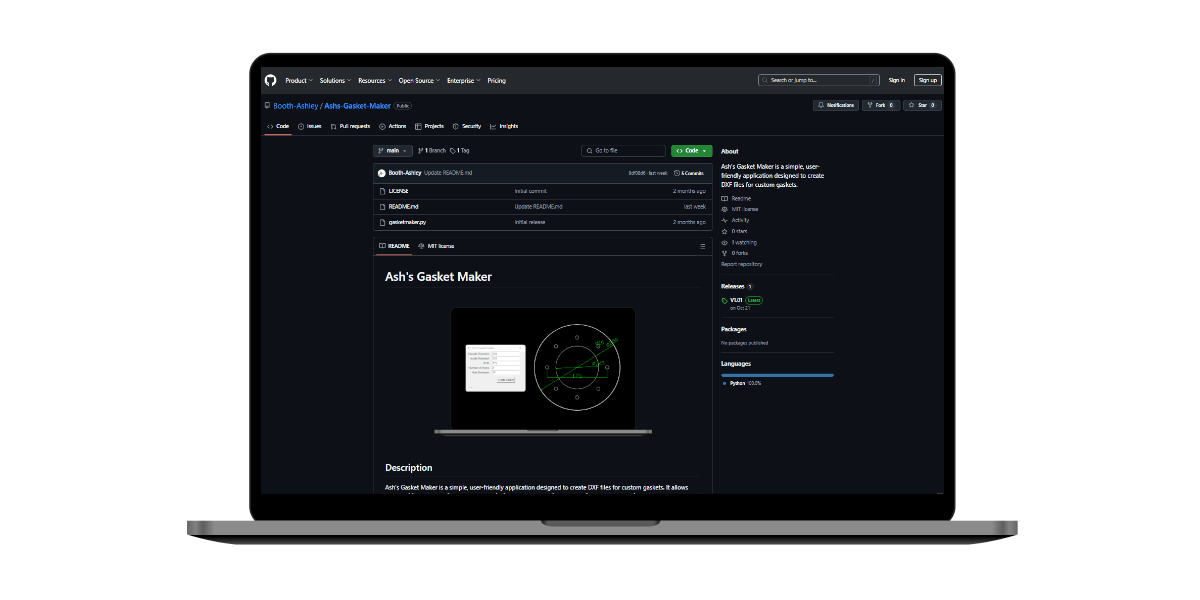 Product Solutions Resources Open Source Enterprise Pricing Search or jump to... / Sign in Sign up
Booth-Ashley / Ashs-Gasket-Maker Public Notifications Fork 0 Star 0
Code Issues Pull requests Actions Projects Security Insights
main 1 Branch 1 Tag Go to file Code
Booth-Ashley Update README.md last week 6 Commits
LICENSE Initial commit 2 months ago
README.md Update README.md last week
gasketmaker.py Initial release 2 months ago
README MIT license
Ash's Gasket Maker
Description
Ash's Gasket Maker is a simple, user-friendly application designed to create DXF files for custom gaskets. It allows
About
Ash's Gasket Maker is a simple, user-
friendly application designed to create
DXF files for custom gaskets.
Readme
MIT license
Activity
0 stars
1 watching
0 forks
Report repository
Releases 1
V1.01 Latest
on Oct 21
Packages
No packages published
Languages
Python 100.0%